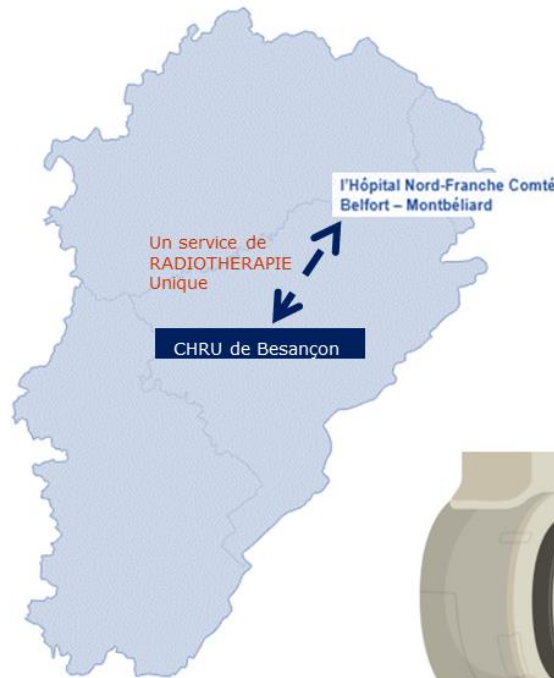 l'Hôpital Nord-Franche Comté
Belfort – Montbéliard
Un service de
RADIOTHERAPIE
Unique
CHRU de Besançon